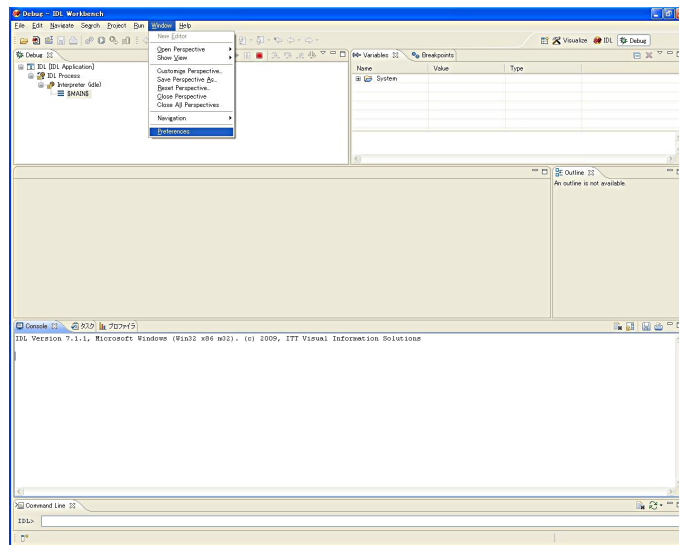 Debug - IDL Workbench
File Edit Navigate Search Project Run Window Help
New Editor
Open Perspective
Show View
Customize Perspective...
Save Perspective As...
Reset Perspective...
Close Perspective
Close All Perspectives
Navigation
Preferences
Visualize IDL Debug
Debug
IDL [IDL Application]
IDL Process
Interpreter (idle)
$MAIN$
Variables Breakpoints
Name Value Type
System
Outline
An outline is not available.
Console タスク プロファイラ
IDL Version 7.1.1, Microsoft Windows (Win32 x86 m32). (c) 2009, ITT Visual Information Solutions
Command Line
IDL>